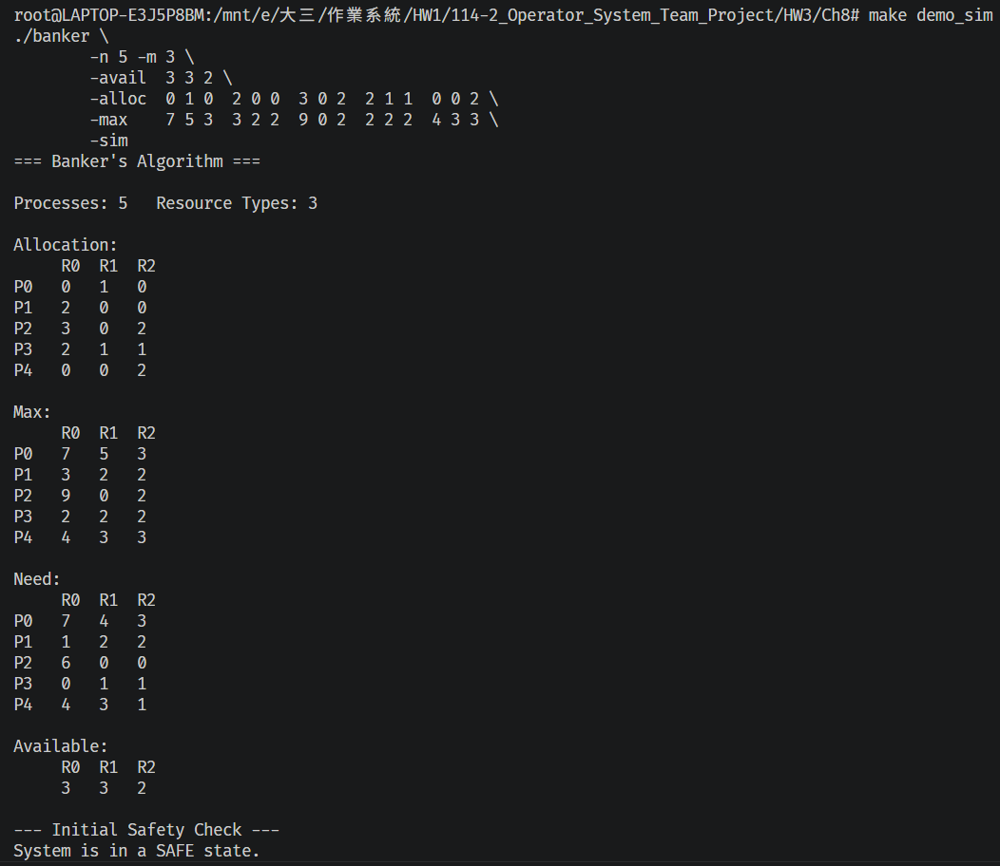 root@LAPTOP-E3J5P8BM:/mnt/e/大三/作業系統/HW1/114-2_Operator_System_Team_Project/HW3/Ch8# make demo_sim
./banker \
        -n 5 -m 3 \
        -avail  3 3 2 \
        -alloc  0 1 0  2 0 0  3 0 2  2 1 1  0 0 2 \
        -max    7 5 3  3 2 2  9 0 2  2 2 2  4 3 3 \
        -sim
=== Banker's Algorithm ===
Processes: 5   Resource Types: 3
Allocation:
     R0  R1  R2
P0   0   1   0
P1   2   0   0
P2   3   0   2
P3   2   1   1
P4   0   0   2
Max:
     R0  R1  R2
P0   7   5   3
P1   3   2   2
P2   9   0   2
P3   2   2   2
P4   4   3   3
Need:
     R0  R1  R2
P0   7   4   3
P1   1   2   2
P2   6   0   0
P3   0   1   1
P4   4   3   1
Available:
     R0  R1  R2
     3   3   2
--- Initial Safety Check ---
System is in a SAFE state.